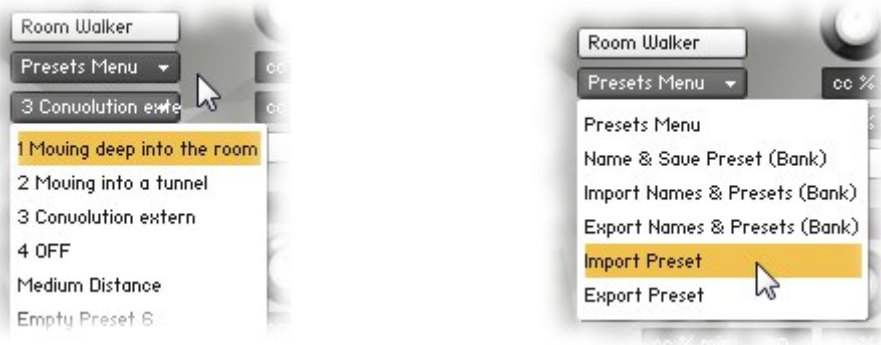 Room Walker
Presets Menu
3 Convolution exte
1 Moving deep into the room
2 Moving into a tunnel
3 Convolution extern
4 OFF
Medium Distance
Empty Preset 6
Room Walker
Presets Menu
cc %
Presets Menu
Name & Save Preset (Bank)
Import Names & Presets (Bank)
Export Names & Presets (Bank)
Import Preset
Export Preset